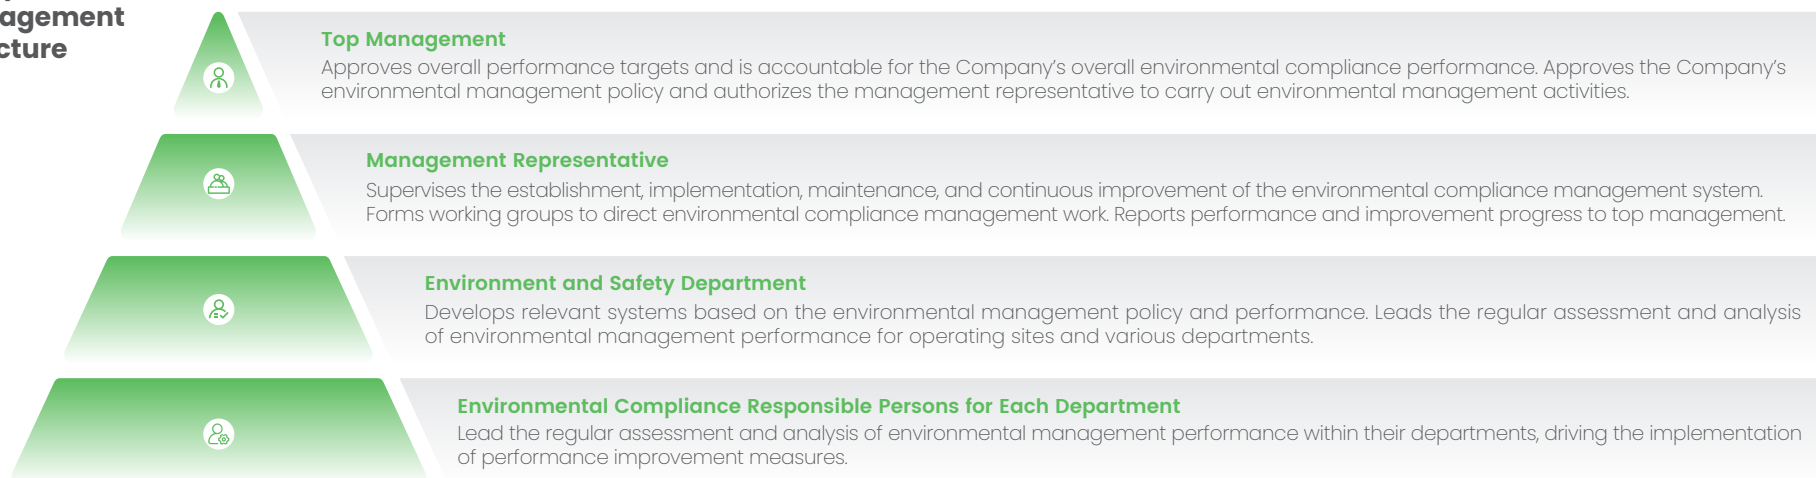 agement
cture
Top Management
Approves overall performance targets and is accountable for the Company's overall environmental compliance performance. Approves the Company's
environmental management policy and authorizes the management representative to carry out environmental management activities.
Management Representative
Supervises the establishment, implementation, maintenance, and continuous improvement of the environmental compliance management system.
Forms working groups to direct environmental compliance management work. Reports performance and improvement progress to top management.
Environment and Safety Department
Develops relevant systems based on the environmental management policy and performance. Leads the regular assessment and analysis
of environmental management performance for operating sites and various departments.
Environmental Compliance Responsible Persons for Each Department
Lead the regular assessment and analysis of environmental management performance within their departments, driving the implementation
of performance improvement measures.